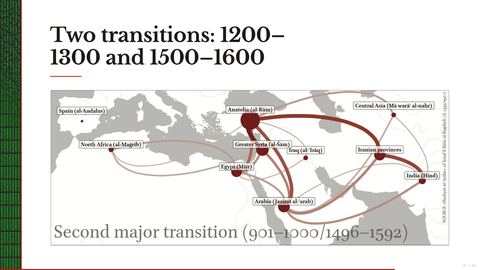 Two transitions: 1200–
1300 and 1500–1600
Spain (al-Andalus)
Anatolia (al-Rūm)
Central Asia (Mā warāʾ al-nahr)
North Africa (al-Maġrib)
Greater Syria (al-Šām)
Iraq (al-ʿIrāq)
Iranian provinces
Egypt (Miṣr)
India (Hind)
Arabia (Jazīrat al-ʿarab)
Second major transition (901–1000/1496–1592)